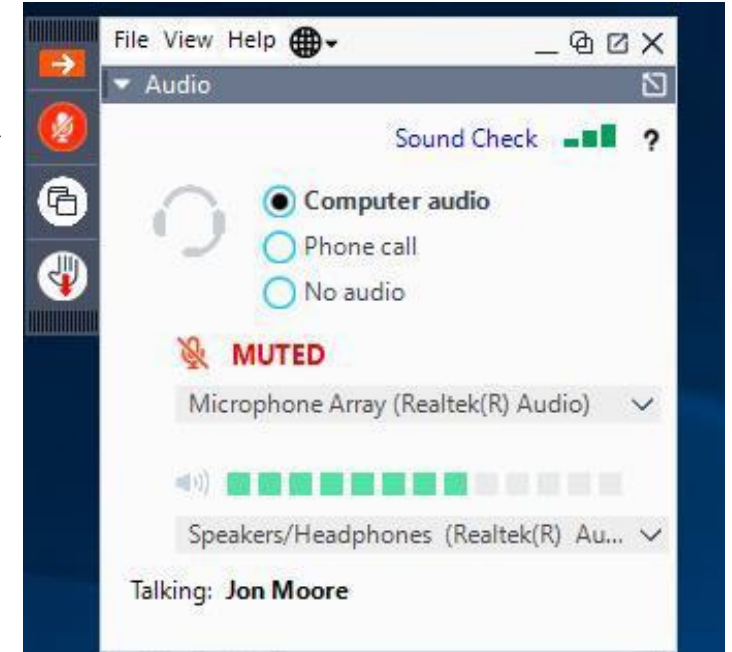 File View Help
Audio
Sound Check ?
Computer audio
Phone call
No audio
MUTED
Microphone Array (Realtek(R) Audio)
Speakers/Headphones (Realtek(R) Au...
Talking: Jon Moore